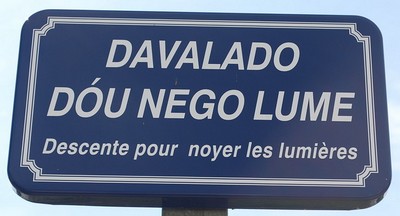 DAVALADO
DÓU NEGO LUME
Descente pour noyer les lumières